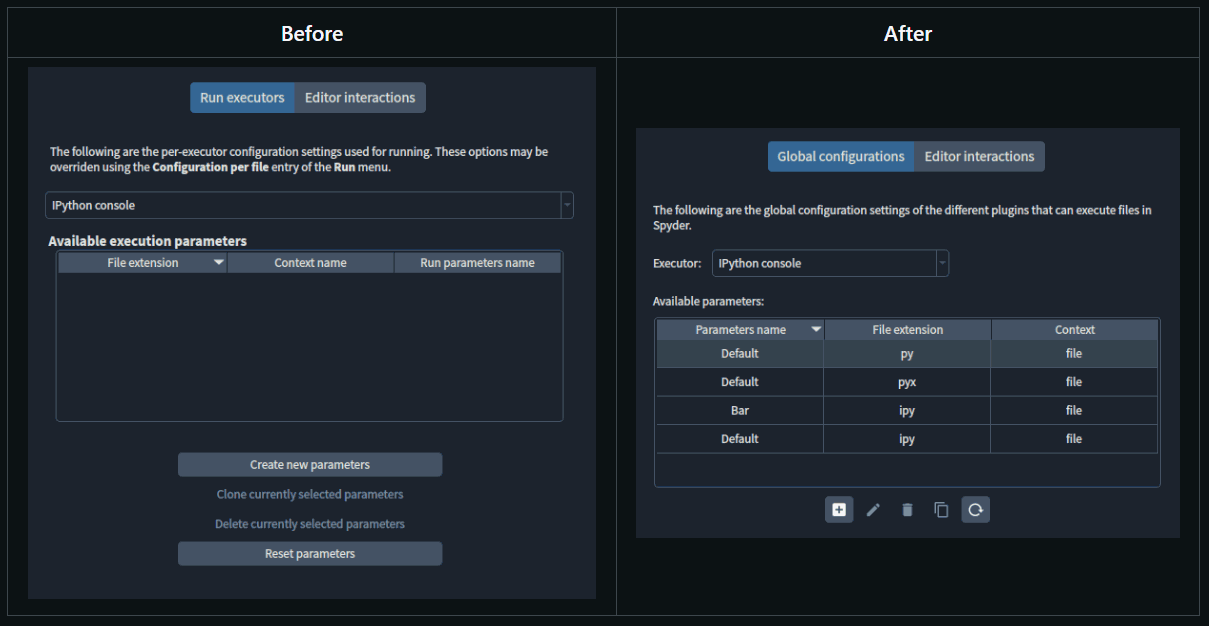 Before
After
Run executors
Editor interactions
The following are the per-executor configuration settings used for running. These options may be
overriden using the Configuration per file entry of the Run menu.
IPython console
Available execution parameters
File extension
Context name
Run parameters name
Create new parameters
Clone currently selected parameters
Delete currently selected parameters
Reset parameters
Global configurations
Editor interactions
The following are the global configuration settings of the different plugins that can execute files in
Spyder.
Executor:
IPython console
Available parameters:
Parameters name
File extension
Context
Default
py
file
Default
pyx
file
Bar
ipy
file
Default
ipy
file